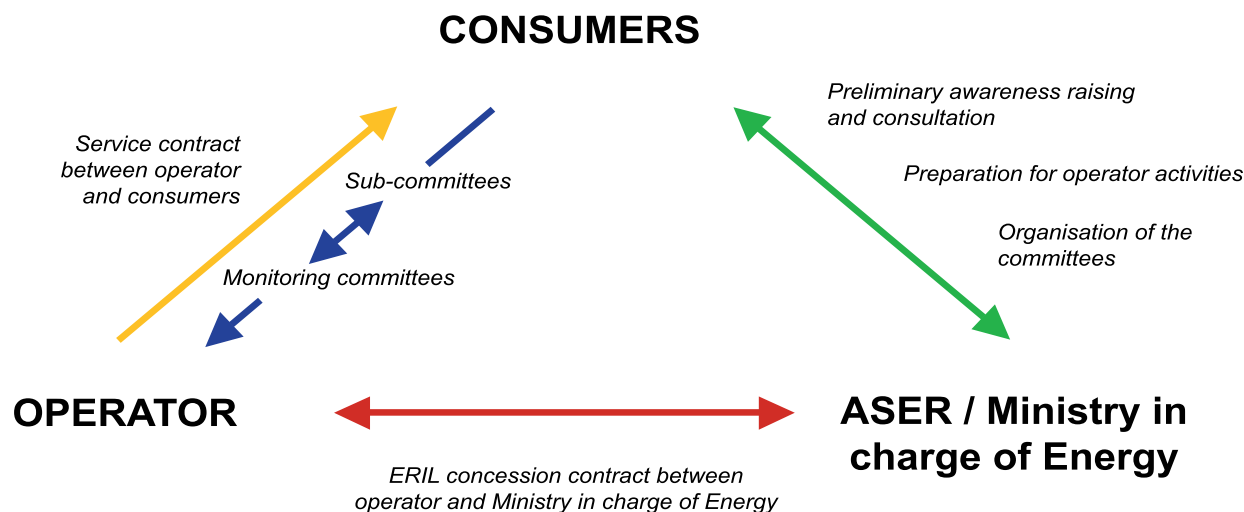 CONSUMERS
Preliminary awareness raising
and consultation
Service contract
between operator
and consumers
Sub-committees
Preparation for operator activities
Organisation of the
committees
Monitoring committees
OPERATOR
ASER / Ministry in
charge of Energy
ERIL concession contract between
operator and Ministry in charge of Energy